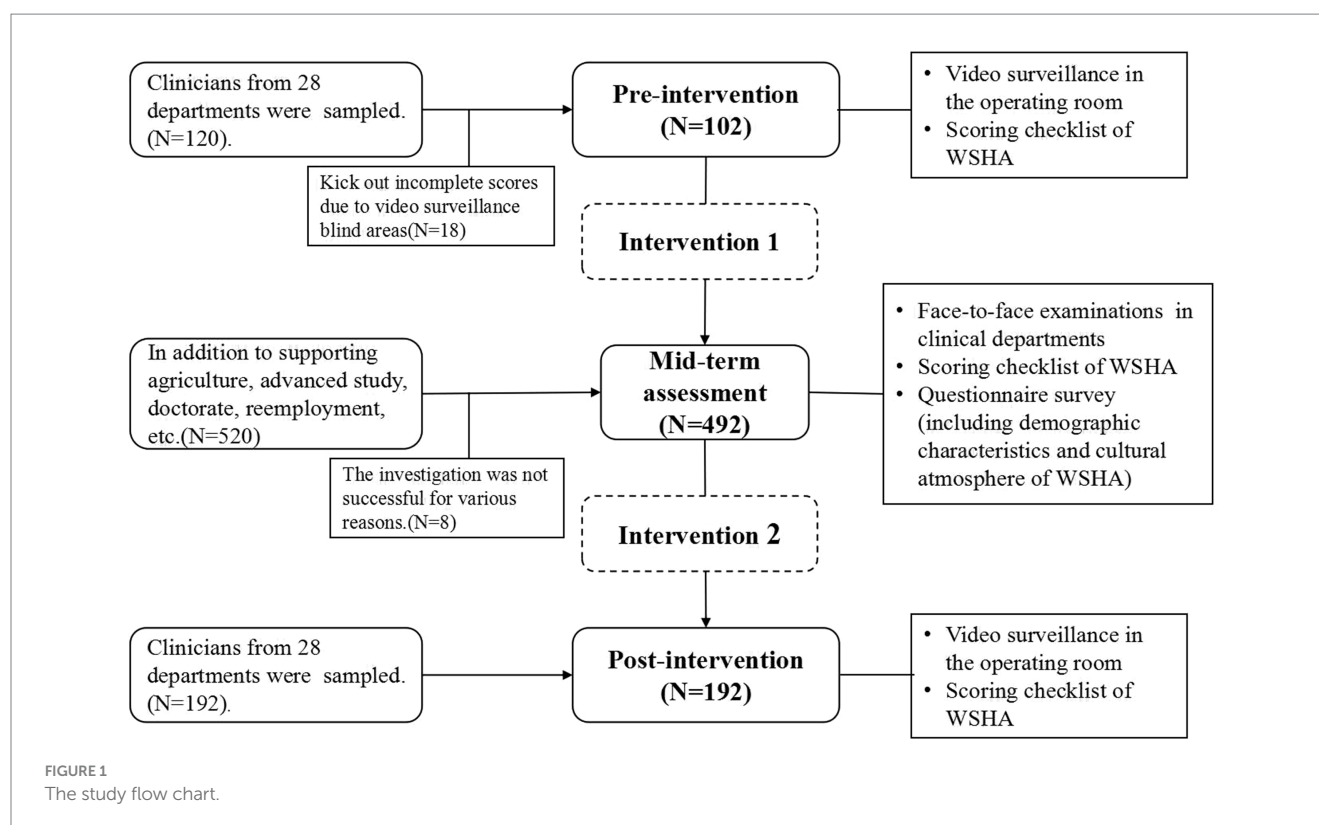 Clinicians from 28
departments were sampled.
(N=120).
Kick out incomplete scores
due to video surveillance
blind areas(N=18)
Pre-intervention
(N=102)
• Video surveillance in
the operating room
• Scoring checklist of
WSHA
Intervention 1
In addition to supporting
agriculture, advanced study,
doctorate, reemployment,
etc.(N=520)
The investigation was not
successful for various
reasons.(N=8)
Mid-term
assessment
(N=492)
• Face-to-face examinations in
clinical departments
• Scoring checklist of WSHA
• Questionnaire survey
(including demographic
characteristics and cultural
atmosphere of WSHA)
Intervention 2
Clinicians from 28
departments were sampled.
(N=192).
Post-intervention
(N=192)
• Video surveillance in
the operating room
• Scoring checklist of
WSHA
FIGURE 1
The study flow chart.